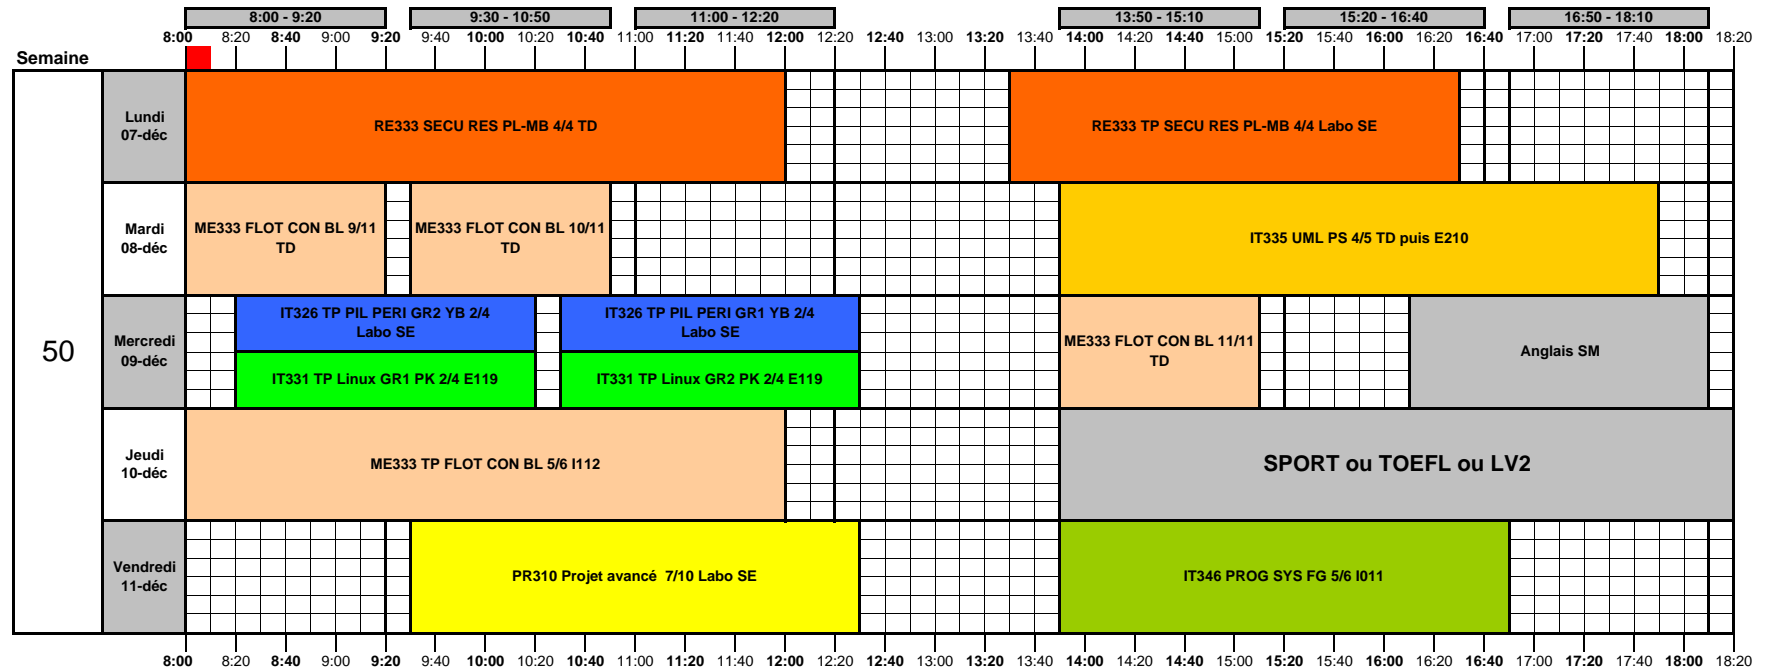 8:00 - 9:20 9:30 - 10:50 11:00 - 12:20 13:50 - 15:10 15:20 - 16:40 16:50 - 18:10
8:00 8:20 8:40 9:00 9:20 9:40 10:00 10:20 10:40 11:00 11:20 11:40 12:00 12:20 12:40 13:00 13:20 13:40 14:00 14:20 14:40 15:00 15:20 15:40 16:00 16:20 16:40 17:00 17:20 17:40 18:00 18:20
Semaine
50
Lundi
07-déc
RE333 SECU RES PL-MB 4/4 TD
RE333 TP SECU RES PL-MB 4/4 Labo SE
Mardi
08-déc
ME333 FLOT CON BL 9/11
TD
ME333 FLOT CON BL 10/11
TD
IT335 UML PS 4/5 TD puis E210
Mercredi
09-déc
IT326 TP PIL PERI GR2 YB 2/4
Labo SE
IT331 TP Linux GR1 PK 2/4 E119
IT326 TP PIL PERI GR1 YB 2/4
Labo SE
IT331 TP Linux GR2 PK 2/4 E119
ME333 FLOT CON BL 11/11
TD
Anglais SM
Jeudi
10-déc
ME333 TP FLOT CON BL 5/6 I112
SPORT ou TOEFL ou LV2
Vendredi
11-déc
PR310 Projet avancé 7/10 Labo SE
IT346 PROG SYS FG 5/6 I011
8:00 8:20 8:40 9:00 9:20 9:40 10:00 10:20 10:40 11:00 11:20 11:40 12:00 12:20 12:40 13:00 13:20 13:40 14:00 14:20 14:40 15:00 15:20 15:40 16:00 16:20 16:40 17:00 17:20 17:40 18:00 18:20